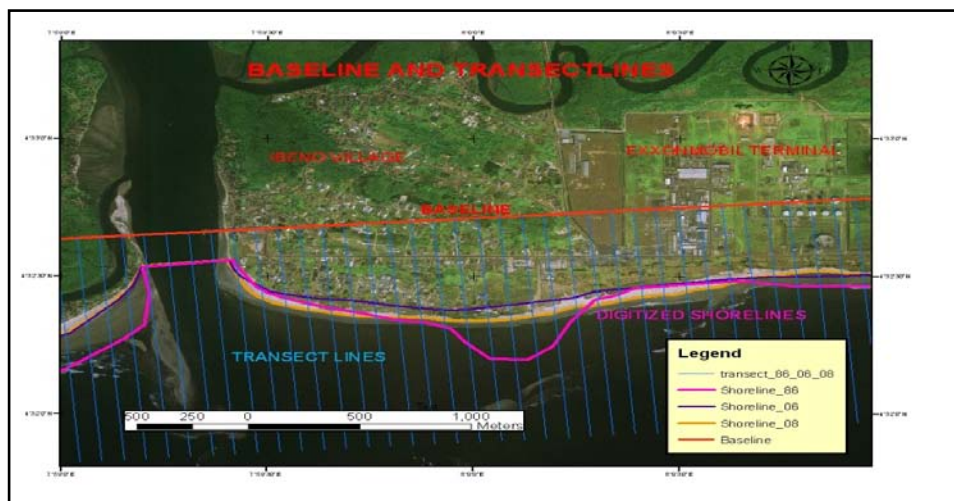 BASELINE AND TRANSECTLINES
IBENO VILLAGE
EXXONMOBIL TERMINAL
BASELINE
DIGITIZED SHORELINES
TRANSECT LINES
Legend
transect_86_06_08
Shoreline_86
Shoreline_06
Shoreline_08
Baseline
500 250 0 500 1,000
Meters